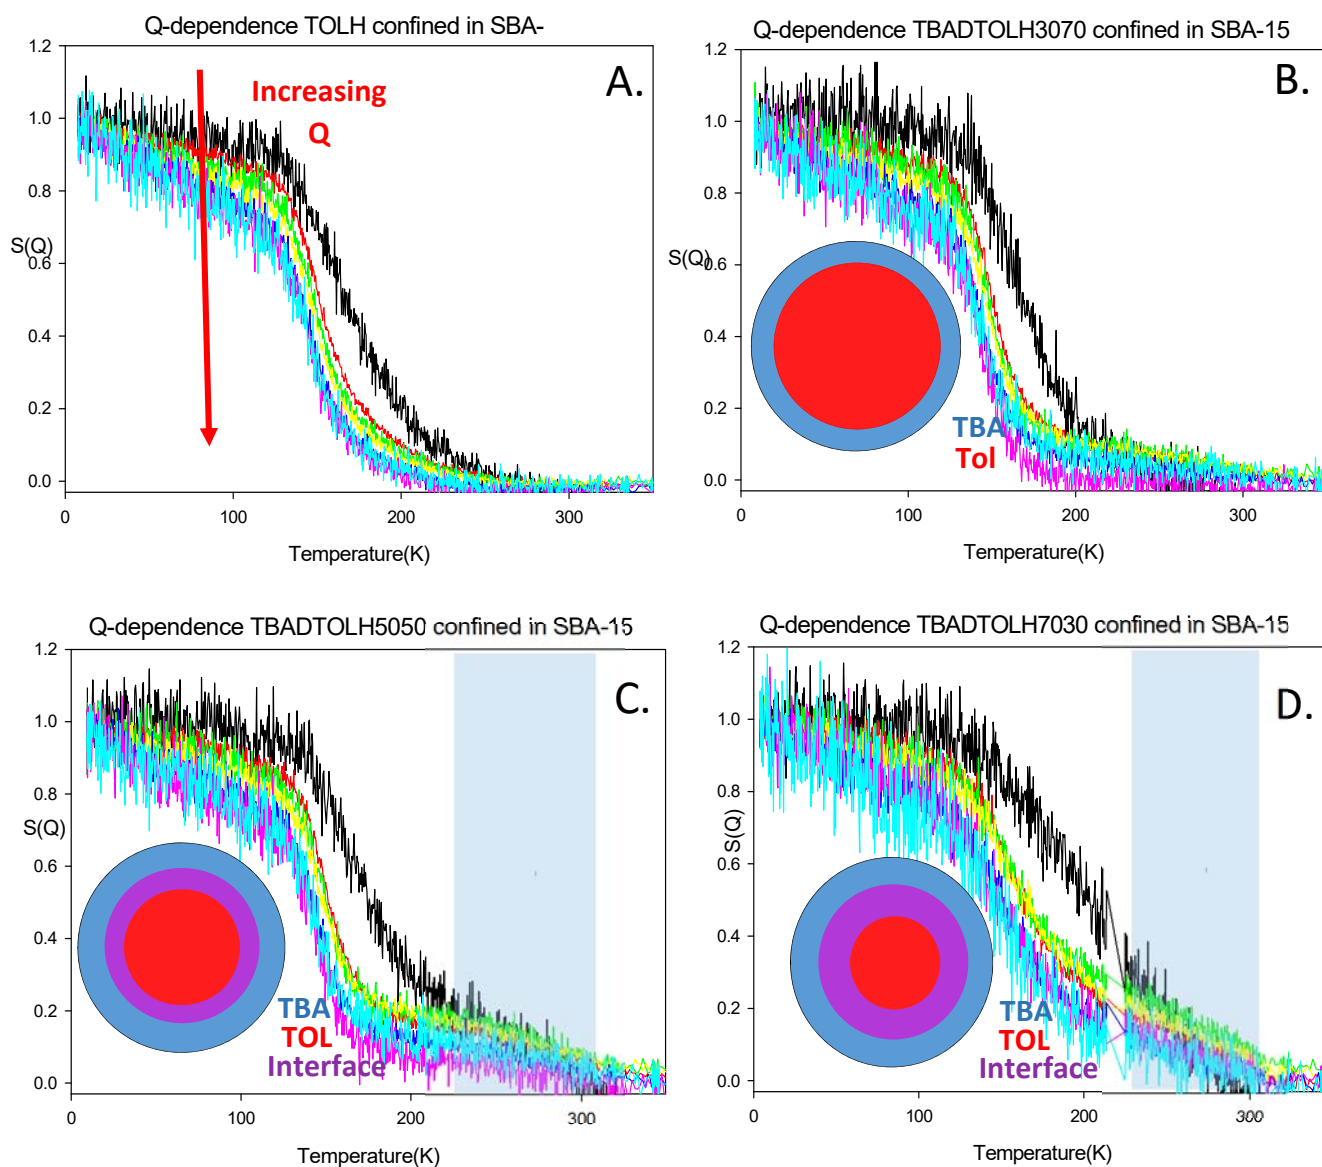 Q-dependence TOLH confined in SBA-
A.
Increasing
Q
1.2
1.0
0.8
S(Q)
0.6
0.4
0.2
0.0
0
100
200
300
Temperature(K)
Q-dependence TBADTOLH3070 confined in SBA-15
B.
1.2
1.0
0.8
S(Q)
0.6
0.4
0.2
0.0
TBA
Tol
0
100
200
300
Temperature(K)
Q-dependence TBADTOLH5050 confined in SBA-15
C.
1.2
1.0
0.8
S(Q)
0.6
0.4
0.2
0.0
TBA
TOL
Interface
0
100
200
300
Temperature(K)
Q-dependence TBADTOLH7030 confined in SBA-15
D.
1.2
1.0
0.8
S(Q)
0.6
0.4
0.2
0.0
TBA
TOL
Interface
0
100
200
300
Temperature(K)